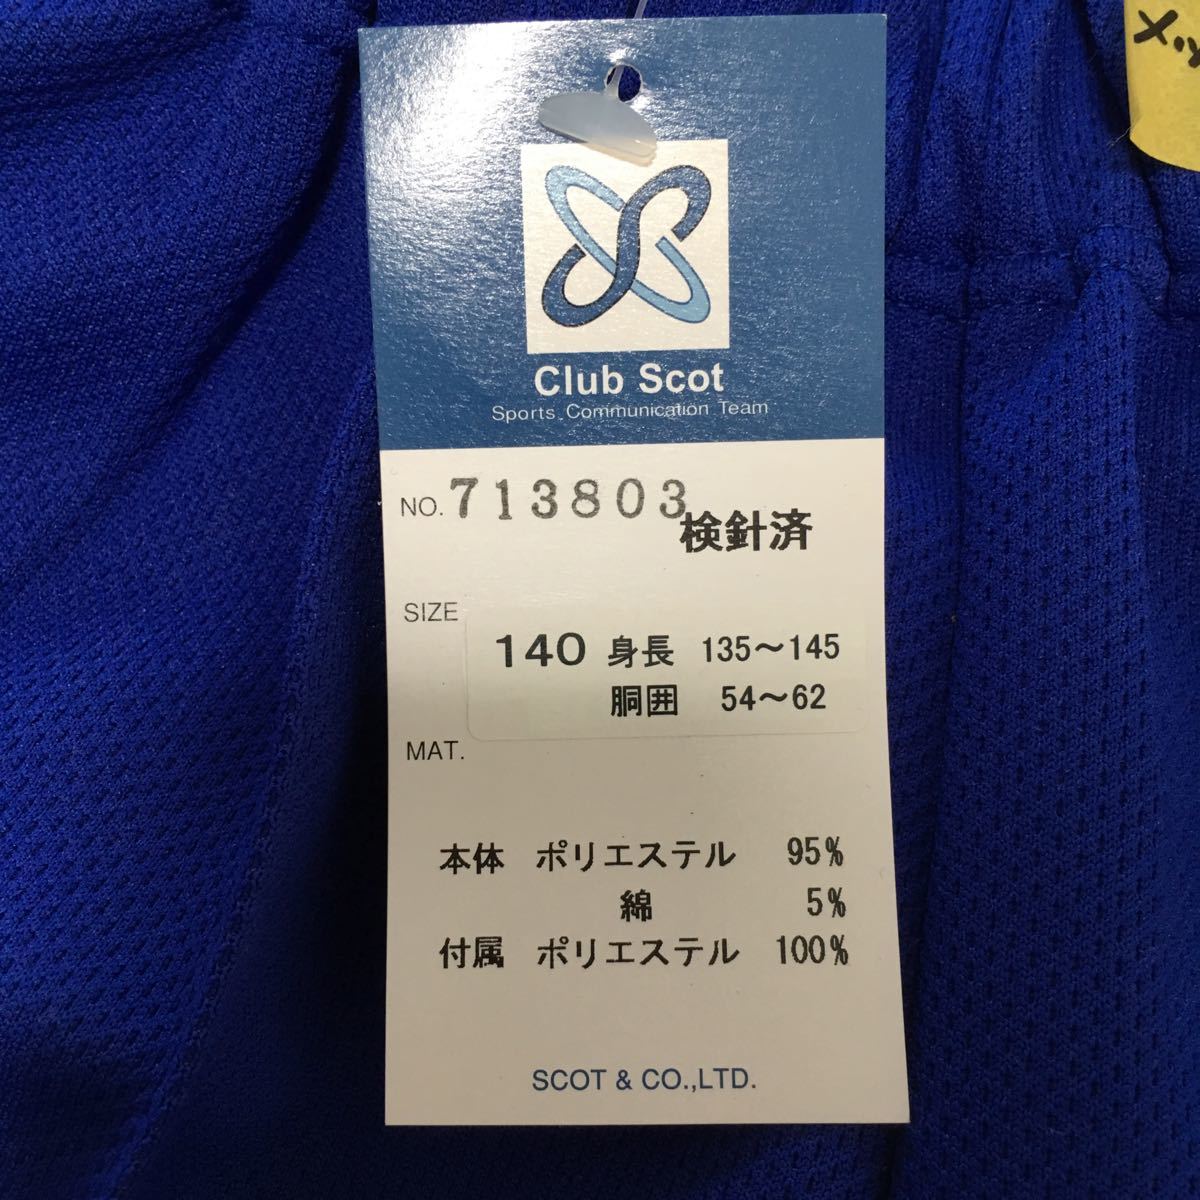 Club Scot
Sports Communication Team
NO. 713803
検針済
SIZE
140 身長 135～145
胴囲 54～62
MAT.
本体 ポリエステル 95%
綿 5%
付属 ポリエステル 100%
SCOT & CO.,LTD.